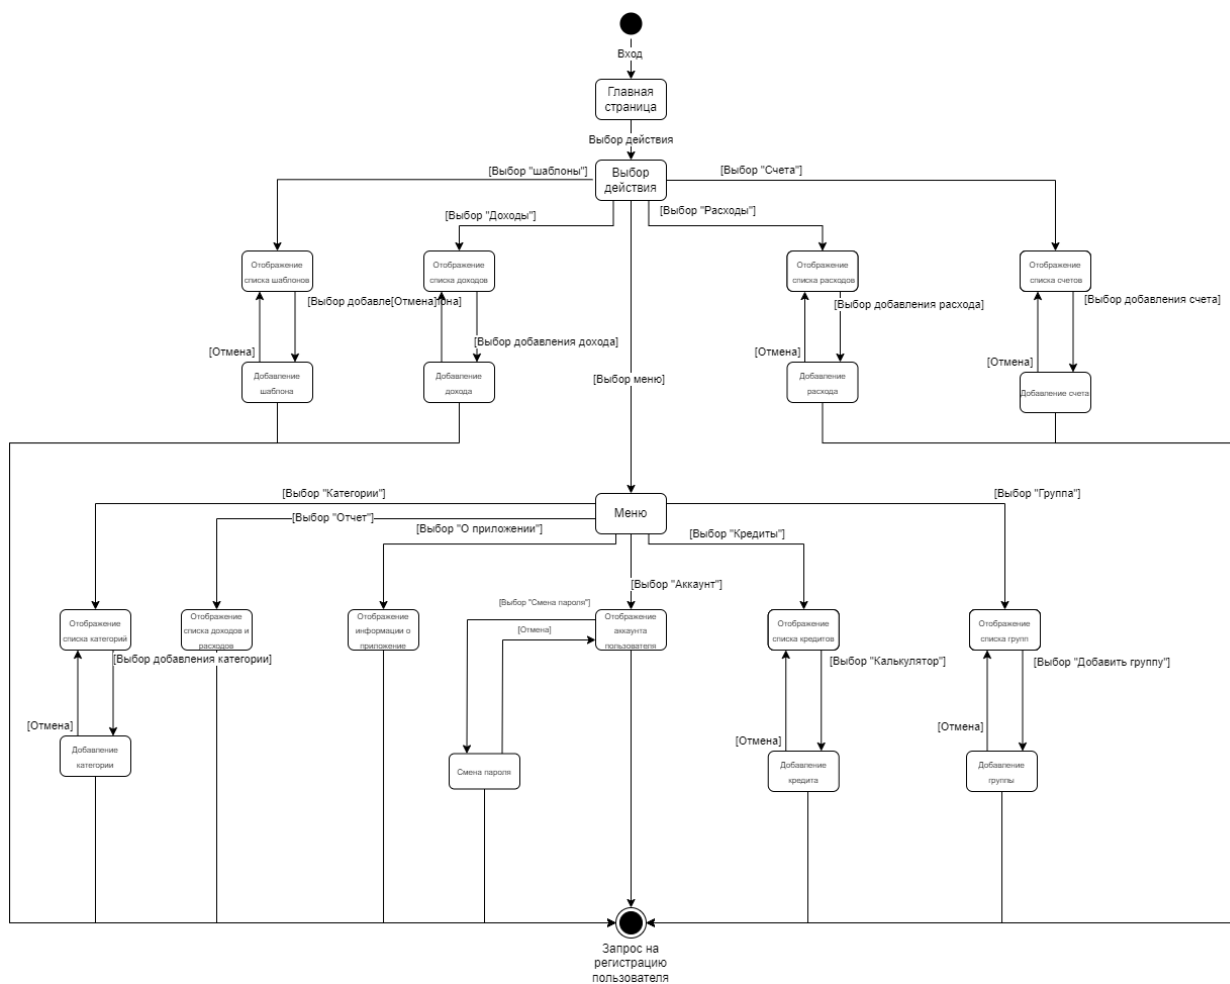 Вход
Главная
страница
Выбор действия
[Выбор "шаблоны"]
Выбор
действия
[Выбор "Счета"]
[Выбор "Доходы"]
[Выбор "Расходы"]
Отображение
списка шаблонов
Отображение
списка доходов
Отображение
списка расходов
Отображение
списка счетов
[Выбор добавле[Отмена]она]
[Выбор добавления расхода]
[Выбор добавления счета]
[Отмена]
[Выбор добавления дохода]
[Отмена]
[Отмена]
Добавление
шаблона
Добавление
дохода
[Выбор меню]
Добавление
расхода
Добавление счета
[Выбор "Категории"]
[Выбор "Группа"]
[Выбор "Отчет"]
Меню
[Выбор "О приложении"]
[Выбор "Кредиты"]
[Выбор "Аккаунт"]
[Выбор "Смена пароля"]
Отображение
списка категорий
Отображение
списка доходов и
расходов
Отображение
информации о
приложение
[Отмена]
Отображение
аккаунта
пользователя
Отображение
списка кредитов
Отображение
списка групп
[Выбор добавления категории]
[Выбор "Калькулятор"]
[Выбор "Добавить группу"]
[Отмена]
[Отмена]
[Отмена]
Добавление
категории
Смена пароля
Добавление
кредита
Добавление
группы
Запрос на
регистрацию
пользователя